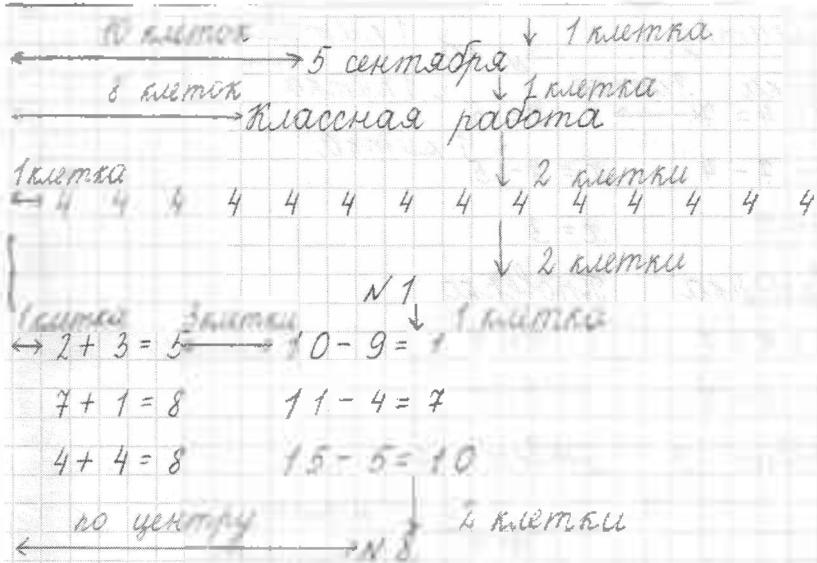 10 клеток ↓ 1 клетка
5 сентября
8 клеток ↓ 1 клетка
Классная работа
1 клетка ↓ 2 клетки
4 4 4 4 4 4 4 4 4 4 4 4 4 4
↓ 2 клетки
№ 1
1 клетка 3 клетки ↓ 1 клетка
2 + 3 = 5 10 - 9 = 1
7 + 1 = 8 11 - 4 = 7
4 + 4 = 8 15 - 5 = 10
по центру ↓ 2 клетки
№ 8